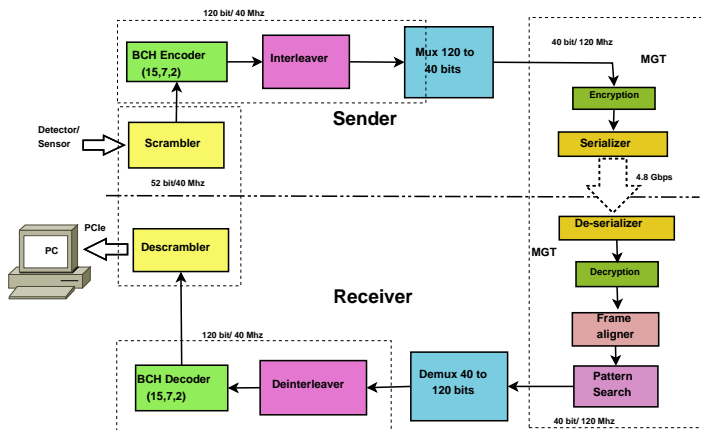 120 bit/ 40 Mhz
BCH Encoder
(15,7,2)
Interleaver
Mux 120 to
40 bits
40 bit/ 120 Mhz
MGT
Encryption
Serializer
4.8 Gbps
Sender
Detector/
Sensor
Scrambler
52 bit/40 Mhz
PCIe
PC
Descrambler
De-serializer
MGT
Decryption
Receiver
Frame
aligner
120 bit/ 40 Mhz
BCH Decoder
(15,7,2)
Deinterleaver
Demux 40 to
120 bits
Pattern
Search
40 bit/ 120 Mhz